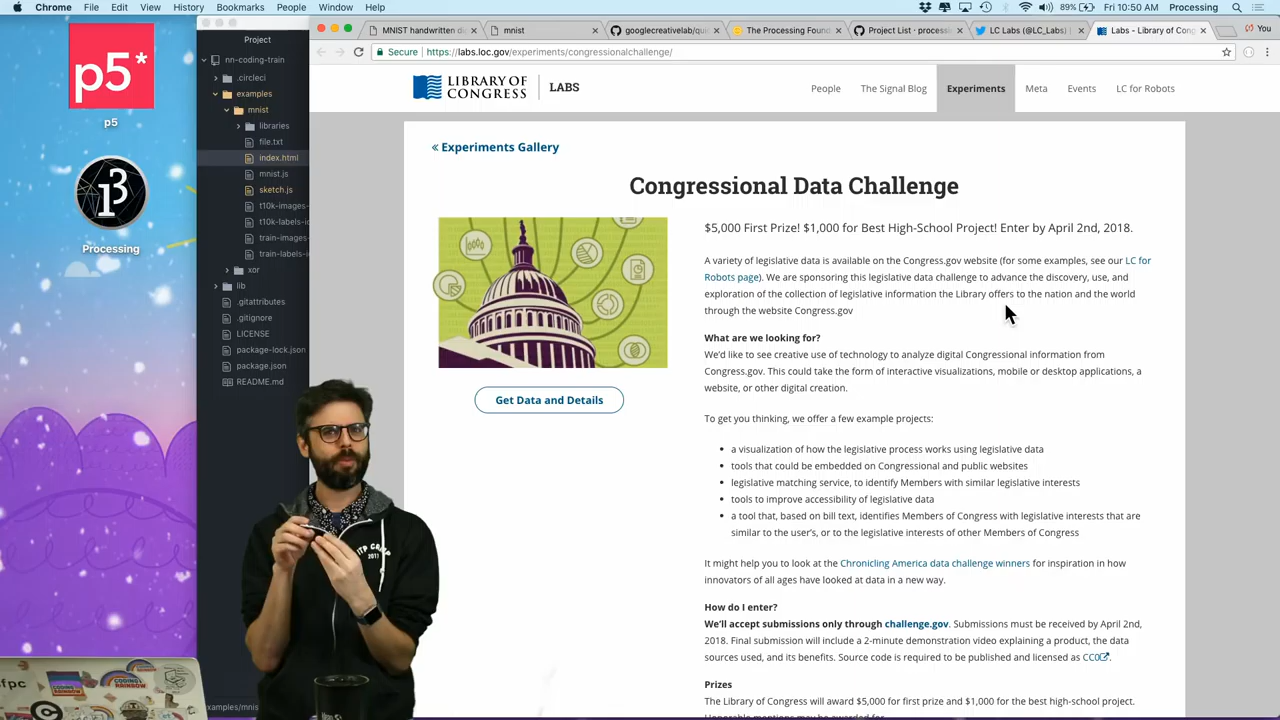 Chrome File Edit View History Bookmarks People Window Help
89% Fri 10:50 AM Processing
MNIST handwritten di
mnist
googlecreativelab/qui
The Processing Founda
Project List · process
LC Labs (@LC_Labs)
Labs - Library of Cong
You
Secure https://labs.loc.gov/experiments/congressionalchallenge/
p5*
p5
Processing
Project
nn-coding-train
.circleci
examples
mnist
libraries
file.txt
index.html
mnist.js
sketch.js
t10k-images-
t10k-labels-i
train-images-
train-labels-i
xor
lib
.gitattributes
.gitignore
LICENSE
package-lock.json
package.json
README.md
examples/mnis
LIBRARY OF
CONGRESS
LABS
People The Signal Blog Experiments Meta Events LC for Robots
« Experiments Gallery
Congressional Data Challenge
Get Data and Details
$5,000 First Prize! $1,000 for Best High-School Project! Enter by April 2nd, 2018.
A variety of legislative data is available on the Congress.gov website (for some examples, see our LC for
Robots page). We are sponsoring this legislative data challenge to advance the discovery, use, and
exploration of the collection of legislative information the Library offers to the nation and the world
through the website Congress.gov
What are we looking for?
We'd like to see creative use of technology to analyze digital Congressional information from
Congress.gov. This could take the form of interactive visualizations, mobile or desktop applications, a
website, or other digital creation.
To get you thinking, we offer a few example projects:
• a visualization of how the legislative process works using legislative data
• tools that could be embedded on Congressional and public websites
• legislative matching service, to identify Members with similar legislative interests
• tools to improve accessibility of legislative data
• a tool that, based on bill text, identifies Members of Congress with legislative interests that are
similar to the user's, or to the legislative interests of other Members of Congress
It might help you to look at the Chronicling America data challenge winners for inspiration in how
innovators of all ages have looked at data in a new way.
How do I enter?
We'll accept submissions only through challenge.gov. Submissions must be received by April 2nd,
2018. Final submission will include a 2-minute demonstration video explaining a product, the data
sources used, and its benefits. Source code is required to be published and licensed as CC0.
Prizes
The Library of Congress will award $5,000 for first prize and $1,000 for the best high-school project.
Honorable mentions may be awarded for
ITP CAMP